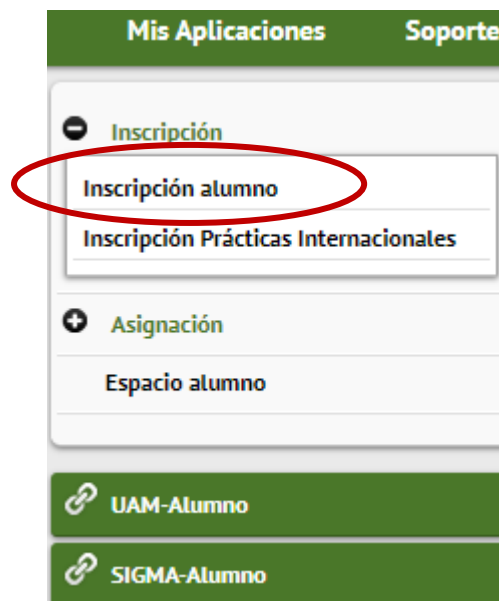 Mis Aplicaciones Soporte
Inscripción
Inscripción alumno
Inscripción Prácticas Internacionales
Asignación
Espacio alumno
UAM-Alumno
SIGMA-Alumno